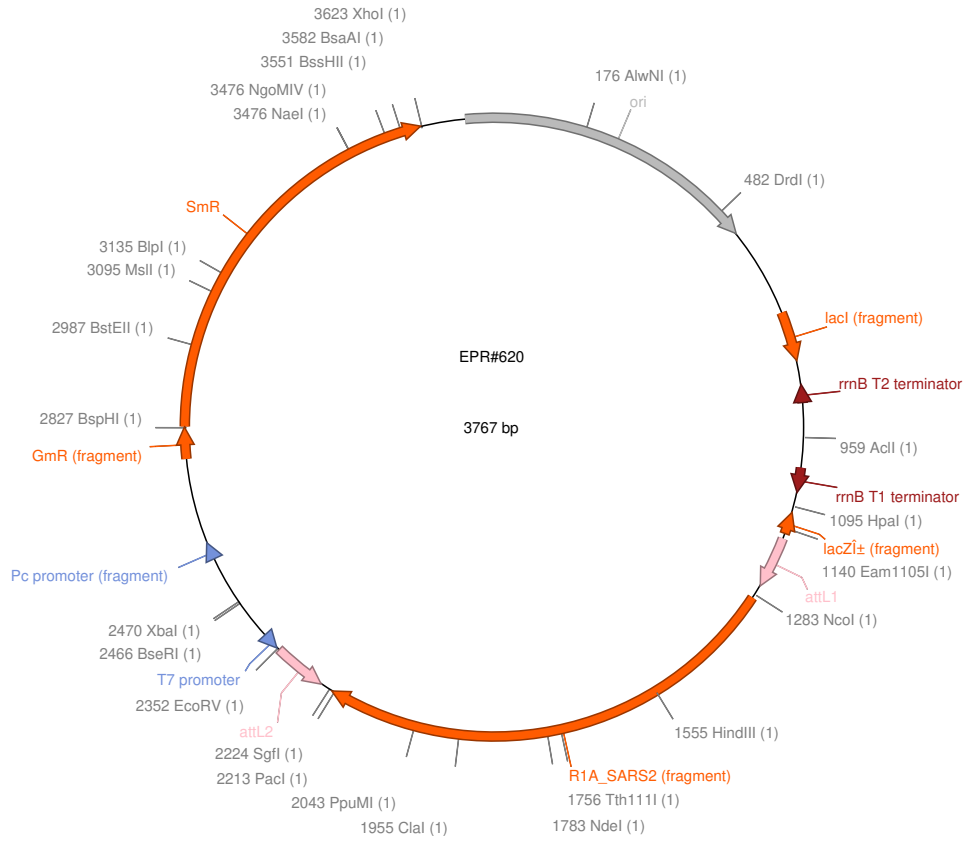 3623 XhoI (1)
3582 BsaAI (1)
3551 BssHII (1)
3476 NgoMIV (1)
3476 NaeI (1)
176 AlwNI (1)
ori
482 DrdI (1)
SmR
3135 BlpI (1)
3095 MslI (1)
2987 BstEII (1)
lacI (fragment)
EPR#620
rrnB T2 terminator
2827 BspHI (1)
3767 bp
959 AclI (1)
GmR (fragment)
rrnB T1 terminator
1095 HpaI (1)
lacZÎ± (fragment)
1140 Eam1105I (1)
Pc promoter (fragment)
attL1
1283 NcoI (1)
2470 XbaI (1)
2466 BseRI (1)
T7 promoter
2352 EcoRV (1)
attL2
1555 HindIII (1)
2224 SgfI (1)
2213 PacI (1)
R1A_SARS2 (fragment)
2043 PpuMI (1)
1756 Tth111I (1)
1955 ClaI (1)
1783 NdeI (1)